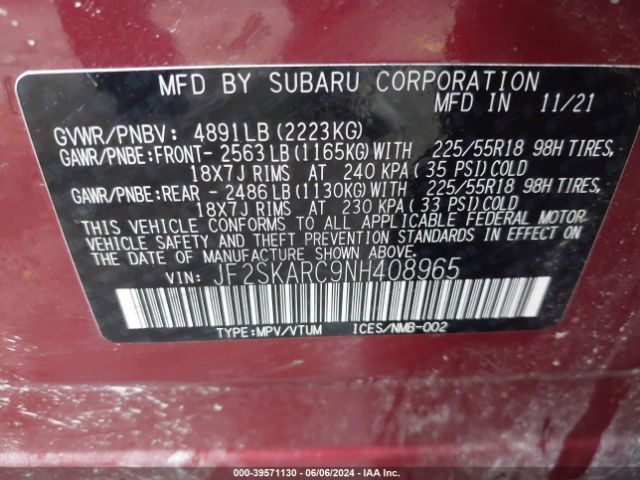 MFD BY SUBARU CORPORATION
MFD IN 11/21
GVWR/PNBV: 4891LB (2223KG)
GAWR/PNBE:FRONT- 2563LB(1165KG)WITH 225/55R18 98H TIRES,
18X7J RIMS AT 240 KPA(35 PSI)COLD
GAWR/PNBE:REAR - 2486LB(1130KG)WITH 225/55R18 98H TIRES,
18X7J RIMS AT 230 KPA(33 PSI)COLD
THIS VEHICLE CONFORMS TO ALL APPLICABLE FEDERAL MOTOR
VEHICLE SAFETY AND THEFT PREVENTION STANDARDS IN EFFECT ON
THE DATE OF MANUFACTURE SHOWN ABOVE.
VIN: JF2SKARC9NH408965
TYPE:MPV/VTUM ICES/NMB-002
000-39571130 - 06/06/2024 - IAA Inc.